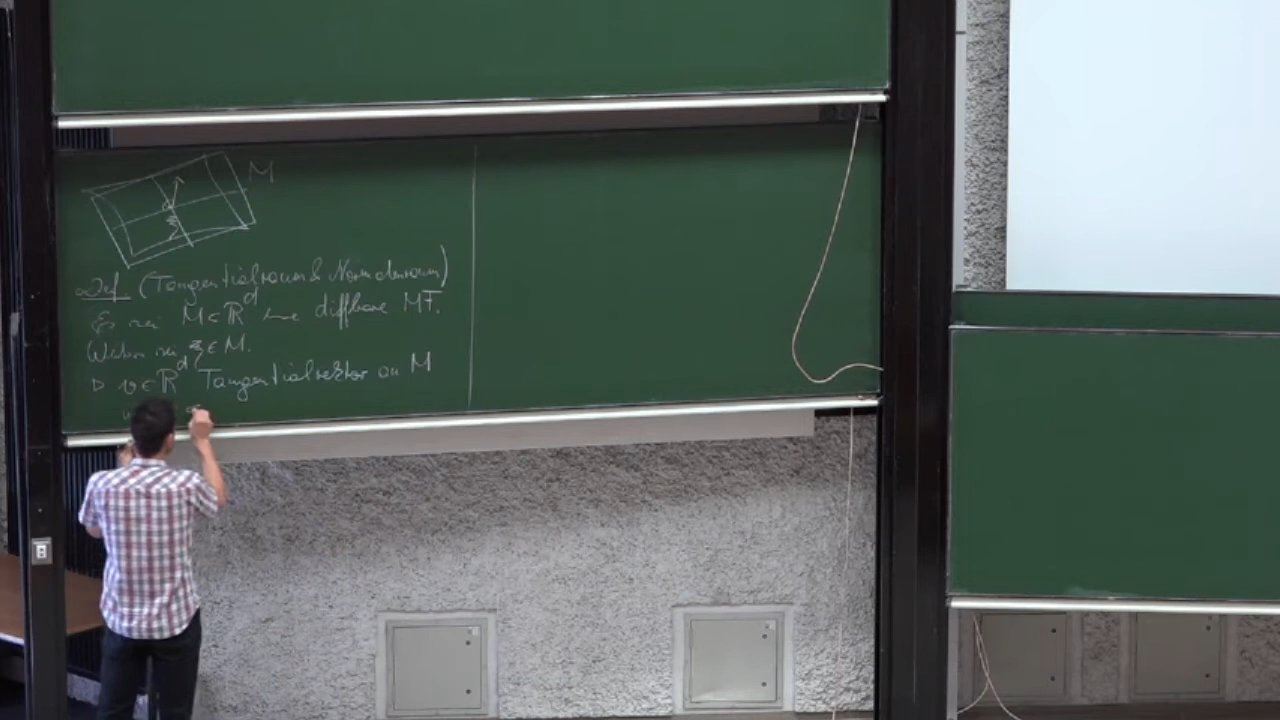 M
Def. (Tangentialraum & Normalenraum)
Es sei M ⊂ ℝ^d eine diffbare MF.
Weiter sei ξ ∈ M.
▷ v ∈ ℝ^d Tangentialvektor an M